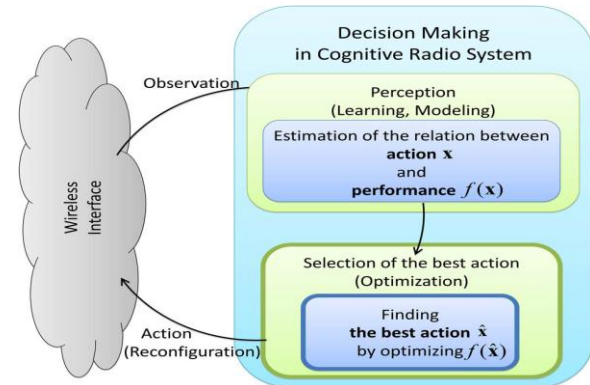 Decision Making
in Cognitive Radio System
Observation
Perception
(Learning, Modeling)
Estimation of the relation between
action x
and
performance f(x)
Wireless
Interface
Selection of the best action
(Optimization)
Finding
the best action x̂
by optimizing f(x̂)
Action
(Reconfiguration)